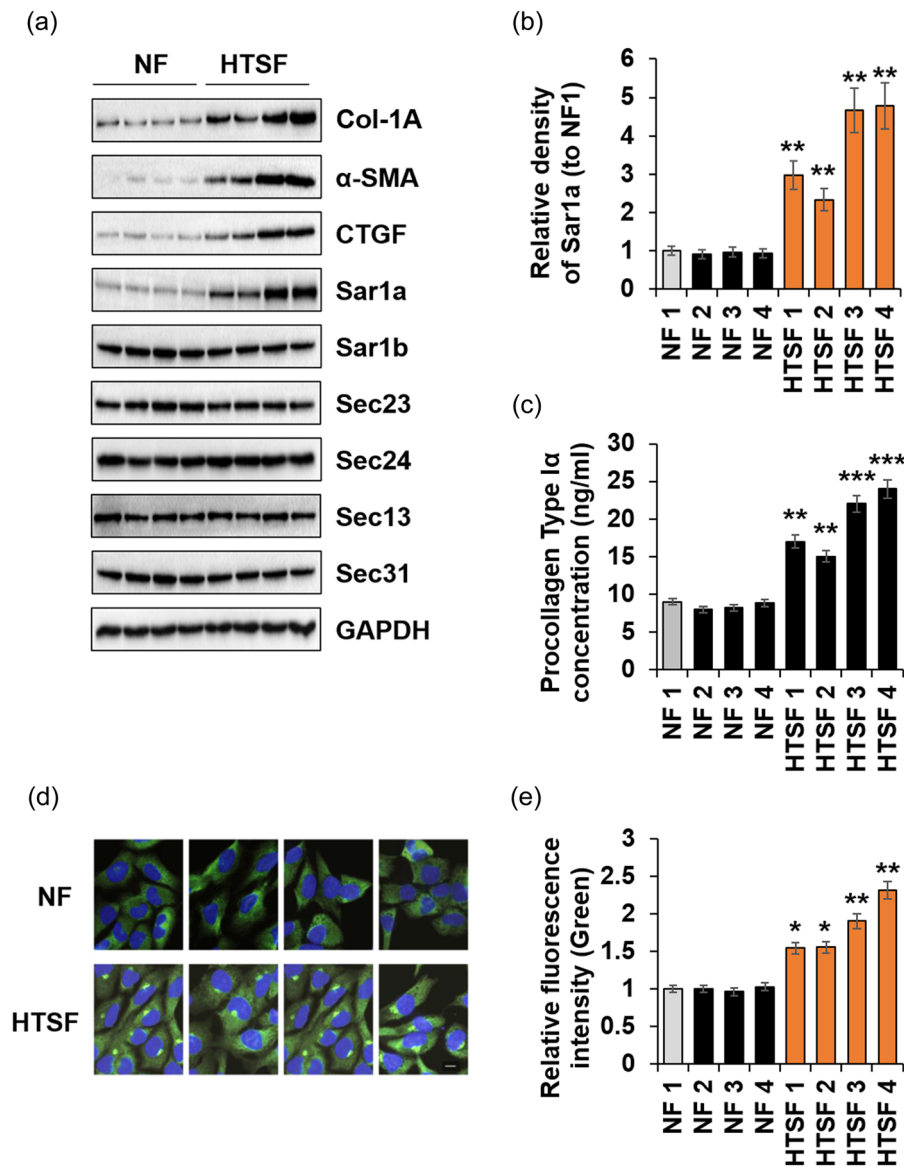 (a)
NF HTSF
Col-1A
α-SMA
CTGF
Sar1a
Sar1b
Sec23
Sec24
Sec13
Sec31
GAPDH
(b)
Relative density
of Sar1a (to NF1)
6
5
4
3
2
1
0
** ** ** **
NF 1 NF 2 NF 3 NF 4 HTSF 1 HTSF 2 HTSF 3 HTSF 4
(c)
Procollagen Type Iα
concentration (ng/ml)
30
25
20
15
10
5
0
** ** *** ***
NF 1 NF 2 NF 3 NF 4 HTSF 1 HTSF 2 HTSF 3 HTSF 4
(d)
NF
HTSF
(e)
Relative fluorescence
intensity (Green)
3
2.5
2
1.5
1
0.5
0
* * ** **
NF 1 NF 2 NF 3 NF 4 HTSF 1 HTSF 2 HTSF 3 HTSF 4